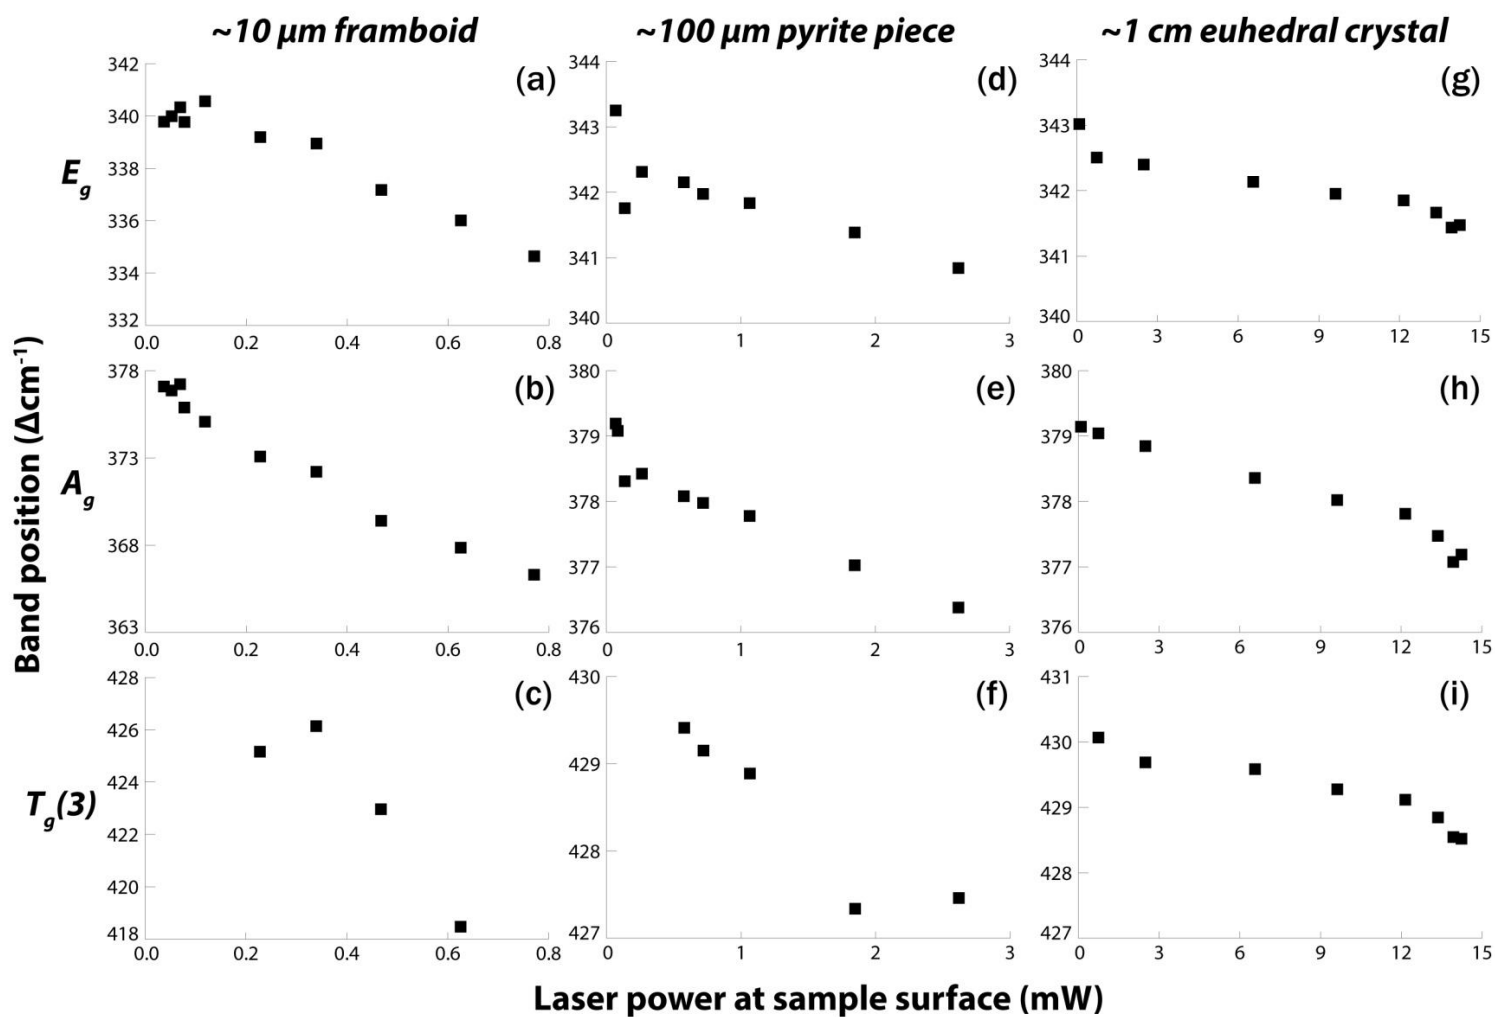 ~10 µm framboid
~100 µm pyrite piece
~1 cm euhedral crystal
Band position (Δcm⁻¹)
E_g
(a)
342
340
338
336
334
332
0.0 0.2 0.4 0.6 0.8
(d)
344
343
342
341
340
0 1 2 3
(g)
344
343
342
341
340
0 3 6 9 12 15
A_g
(b)
378
373
368
363
0.0 0.2 0.4 0.6 0.8
(e)
380
379
378
377
376
0 1 2 3
(h)
380
379
378
377
376
0 3 6 9 12 15
T_g(3)
(c)
428
426
424
422
420
418
0.0 0.2 0.4 0.6 0.8
(f)
430
429
428
427
0 1 2 3
(i)
431
430
429
428
427
0 3 6 9 12 15
Laser power at sample surface (mW)